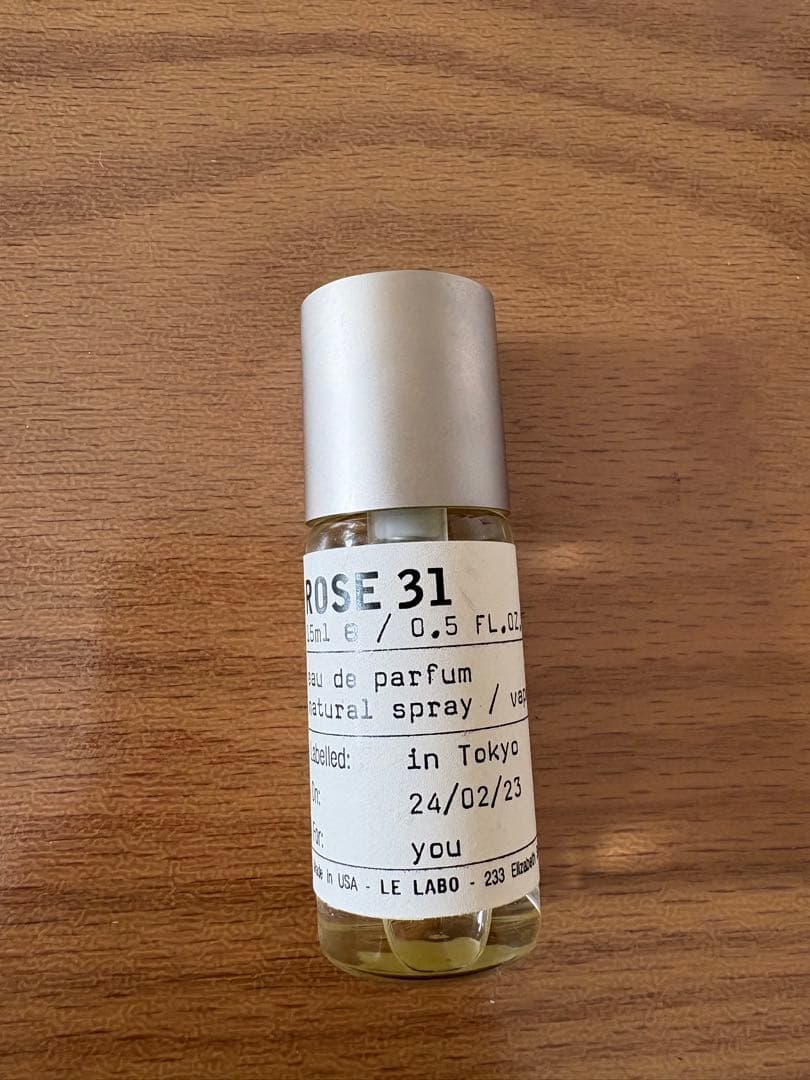 ROSE 31
15ml e / 0.5 FL.OZ.
eau de parfum
natural spray /
Labelled: in Tokyo
On: 24/02/23
For: you
Made in USA - LE LABO - 233 Elizabeth